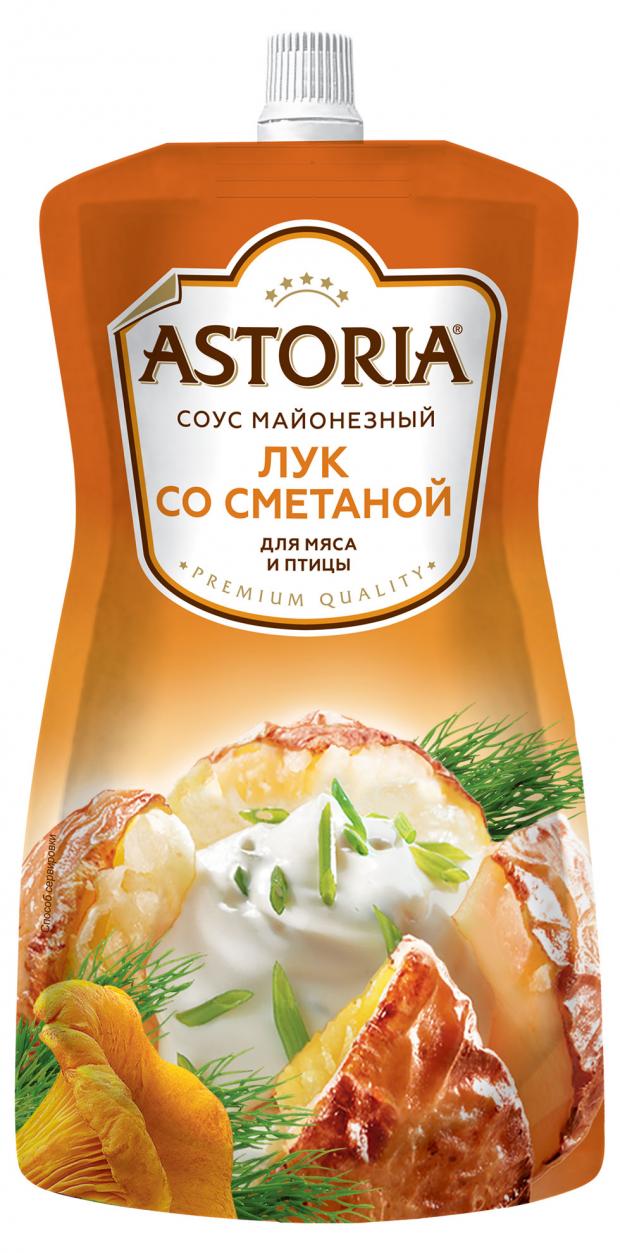 ASTORIA®
СОУС МАЙОНЕЗНЫЙ
ЛУК
СО СМЕТАНОЙ
ДЛЯ МЯСА
И ПТИЦЫ
PREMIUM QUALITY
Способ сервировки